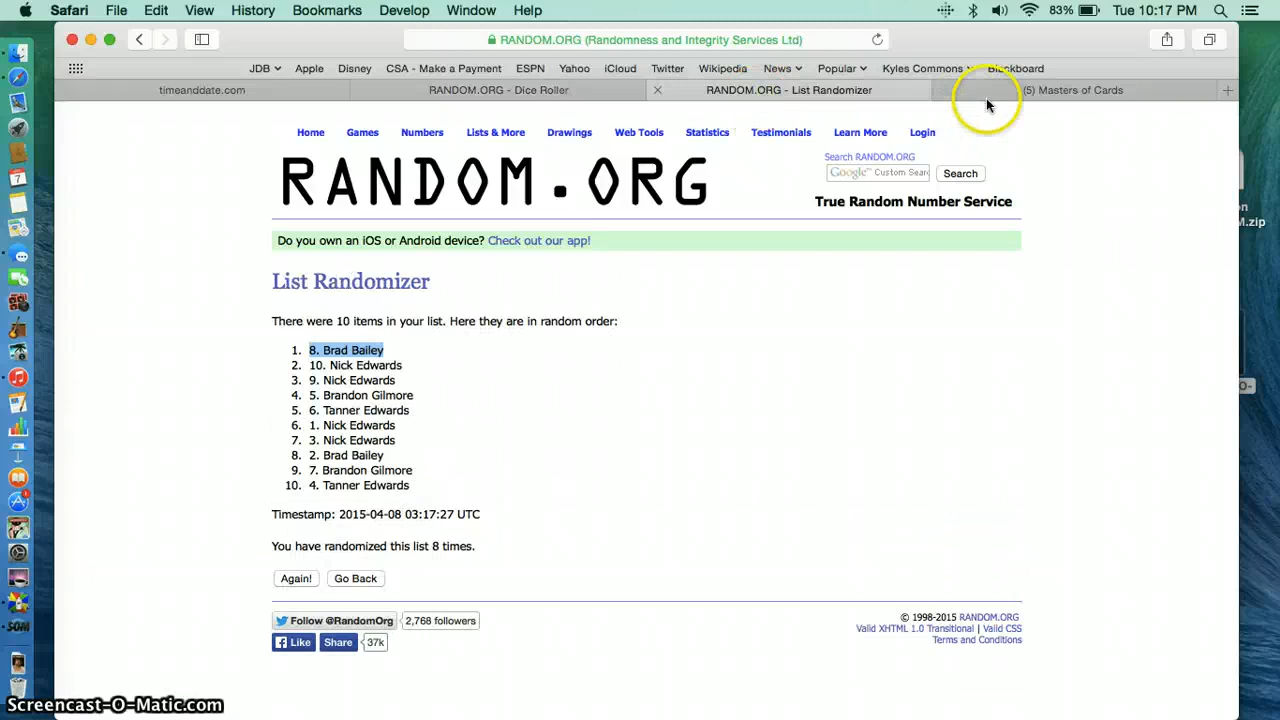 Safari File Edit View History Bookmarks Develop Window Help 83% Tue 10:17 PM
RANDOM.ORG (Randomness and Integrity Services Ltd)
JDB Apple Disney CSA - Make a Payment ESPN Yahoo iCloud Twitter Wikipedia News Popular Kyles Commons Blackboard
timeanddate.com RANDOM.ORG - Dice Roller RANDOM.ORG - List Randomizer (5) Masters of Cards
Home Games Numbers Lists & More Drawings Web Tools Statistics Testimonials Learn More Login
Search RANDOM.ORG
RANDOM.ORG
Google™ Custom Sear Search
True Random Number Service
Do you own an iOS or Android device? Check out our app!
List Randomizer
There were 10 items in your list. Here they are in random order:
1. 8. Brad Bailey
2. 10. Nick Edwards
3. 9. Nick Edwards
4. 5. Brandon Gilmore
5. 6. Tanner Edwards
6. 1. Nick Edwards
7. 3. Nick Edwards
8. 2. Brad Bailey
9. 7. Brandon Gilmore
10. 4. Tanner Edwards
Timestamp: 2015-04-08 03:17:27 UTC
You have randomized this list 8 times.
Again! Go Back
Follow @RandomOrg 2,768 followers
Like Share 37k
© 1998-2015 RANDOM.ORG
Valid XHTML 1.0 Transitional | Valid CSS
Terms and Conditions
M.zip
7
SOM
Screencast-O-Matic.com